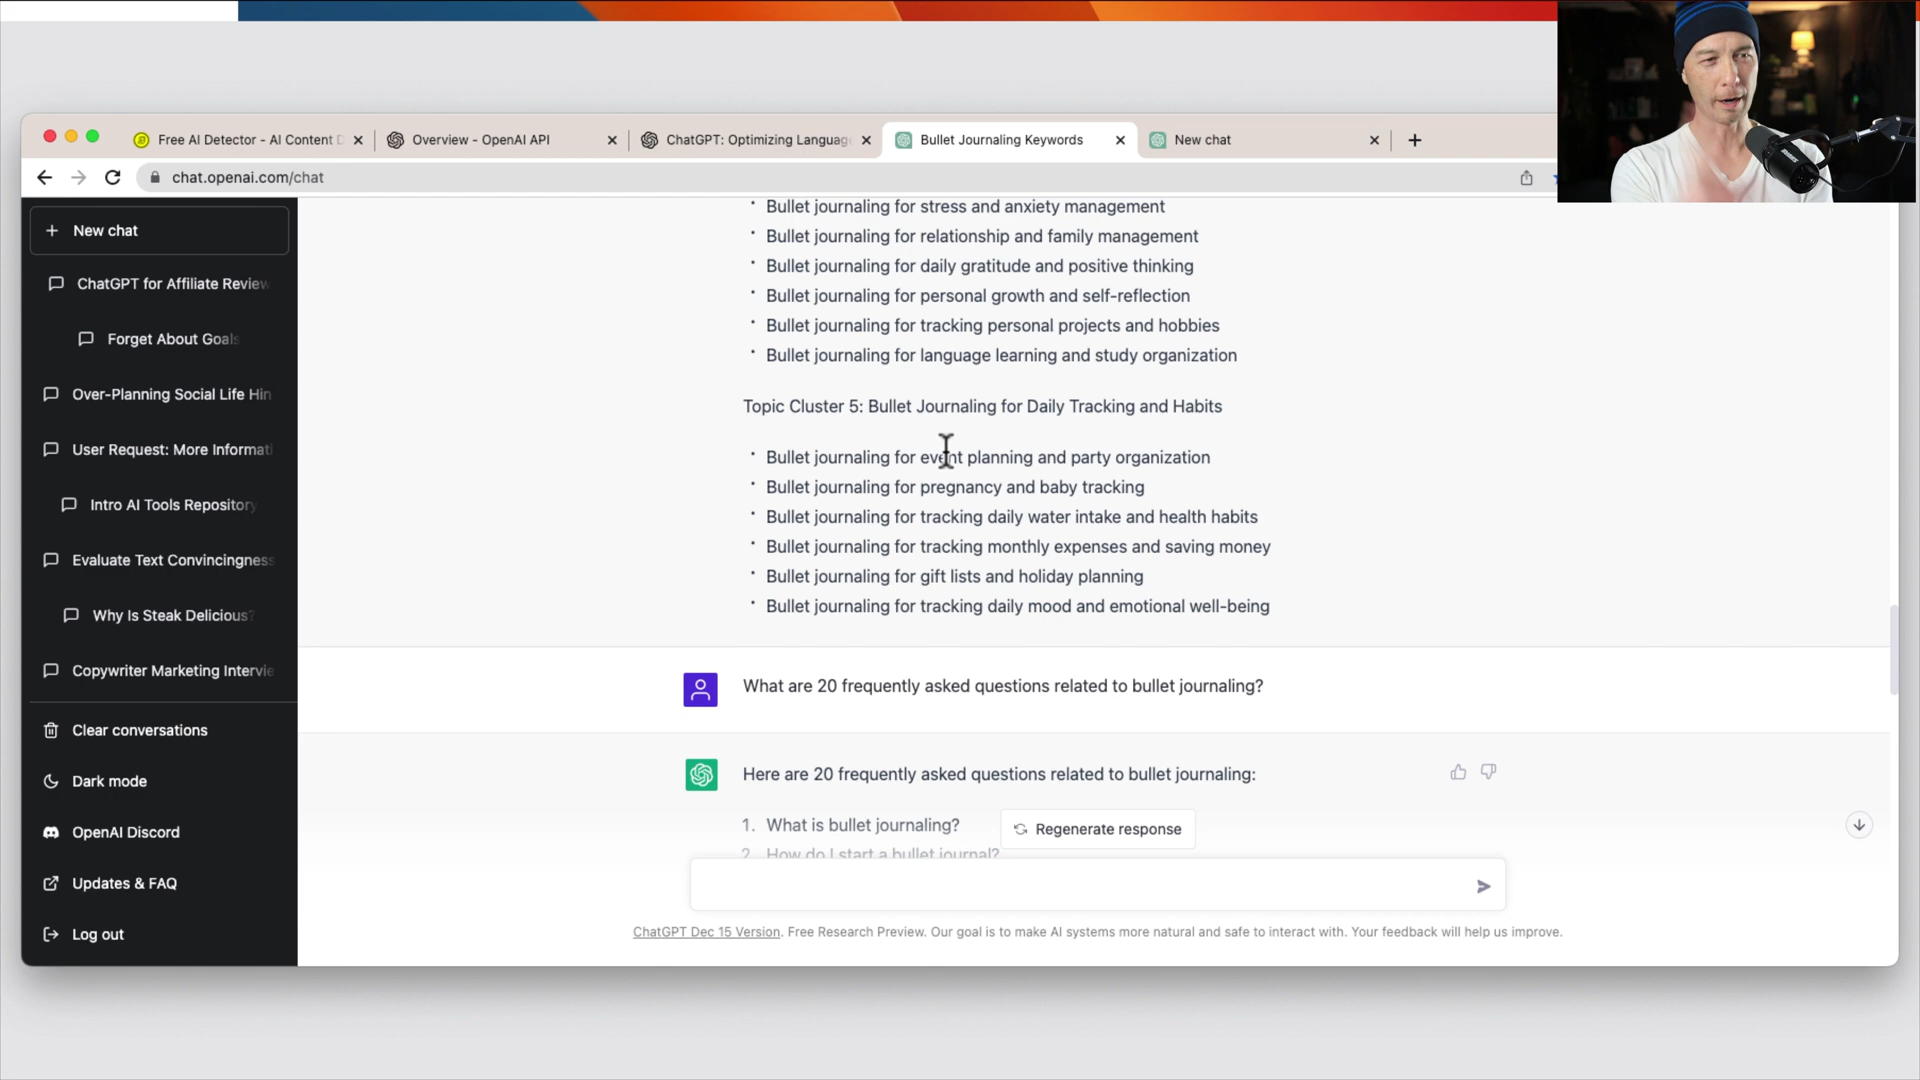 Free AI Detector - AI Content D
Overview - OpenAI API
ChatGPT: Optimizing Languag
Bullet Journaling Keywords
New chat
chat.openai.com/chat
New chat
ChatGPT for Affiliate Review
Forget About Goals
Over-Planning Social Life Hin
User Request: More Informati
Intro AI Tools Repository
Evaluate Text Convincingness
Why Is Steak Delicious?
Copywriter Marketing Intervie
Clear conversations
Dark mode
OpenAI Discord
Updates & FAQ
Log out
· Bullet journaling for stress and anxiety management
· Bullet journaling for relationship and family management
· Bullet journaling for daily gratitude and positive thinking
· Bullet journaling for personal growth and self-reflection
· Bullet journaling for tracking personal projects and hobbies
· Bullet journaling for language learning and study organization
Topic Cluster 5: Bullet Journaling for Daily Tracking and Habits
· Bullet journaling for event planning and party organization
· Bullet journaling for pregnancy and baby tracking
· Bullet journaling for tracking daily water intake and health habits
· Bullet journaling for tracking monthly expenses and saving money
· Bullet journaling for gift lists and holiday planning
· Bullet journaling for tracking daily mood and emotional well-being
What are 20 frequently asked questions related to bullet journaling?
Here are 20 frequently asked questions related to bullet journaling:
1. What is bullet journaling?
2. How do I start a bullet journal?
Regenerate response
ChatGPT Dec 15 Version. Free Research Preview. Our goal is to make AI systems more natural and safe to interact with. Your feedback will help us improve.